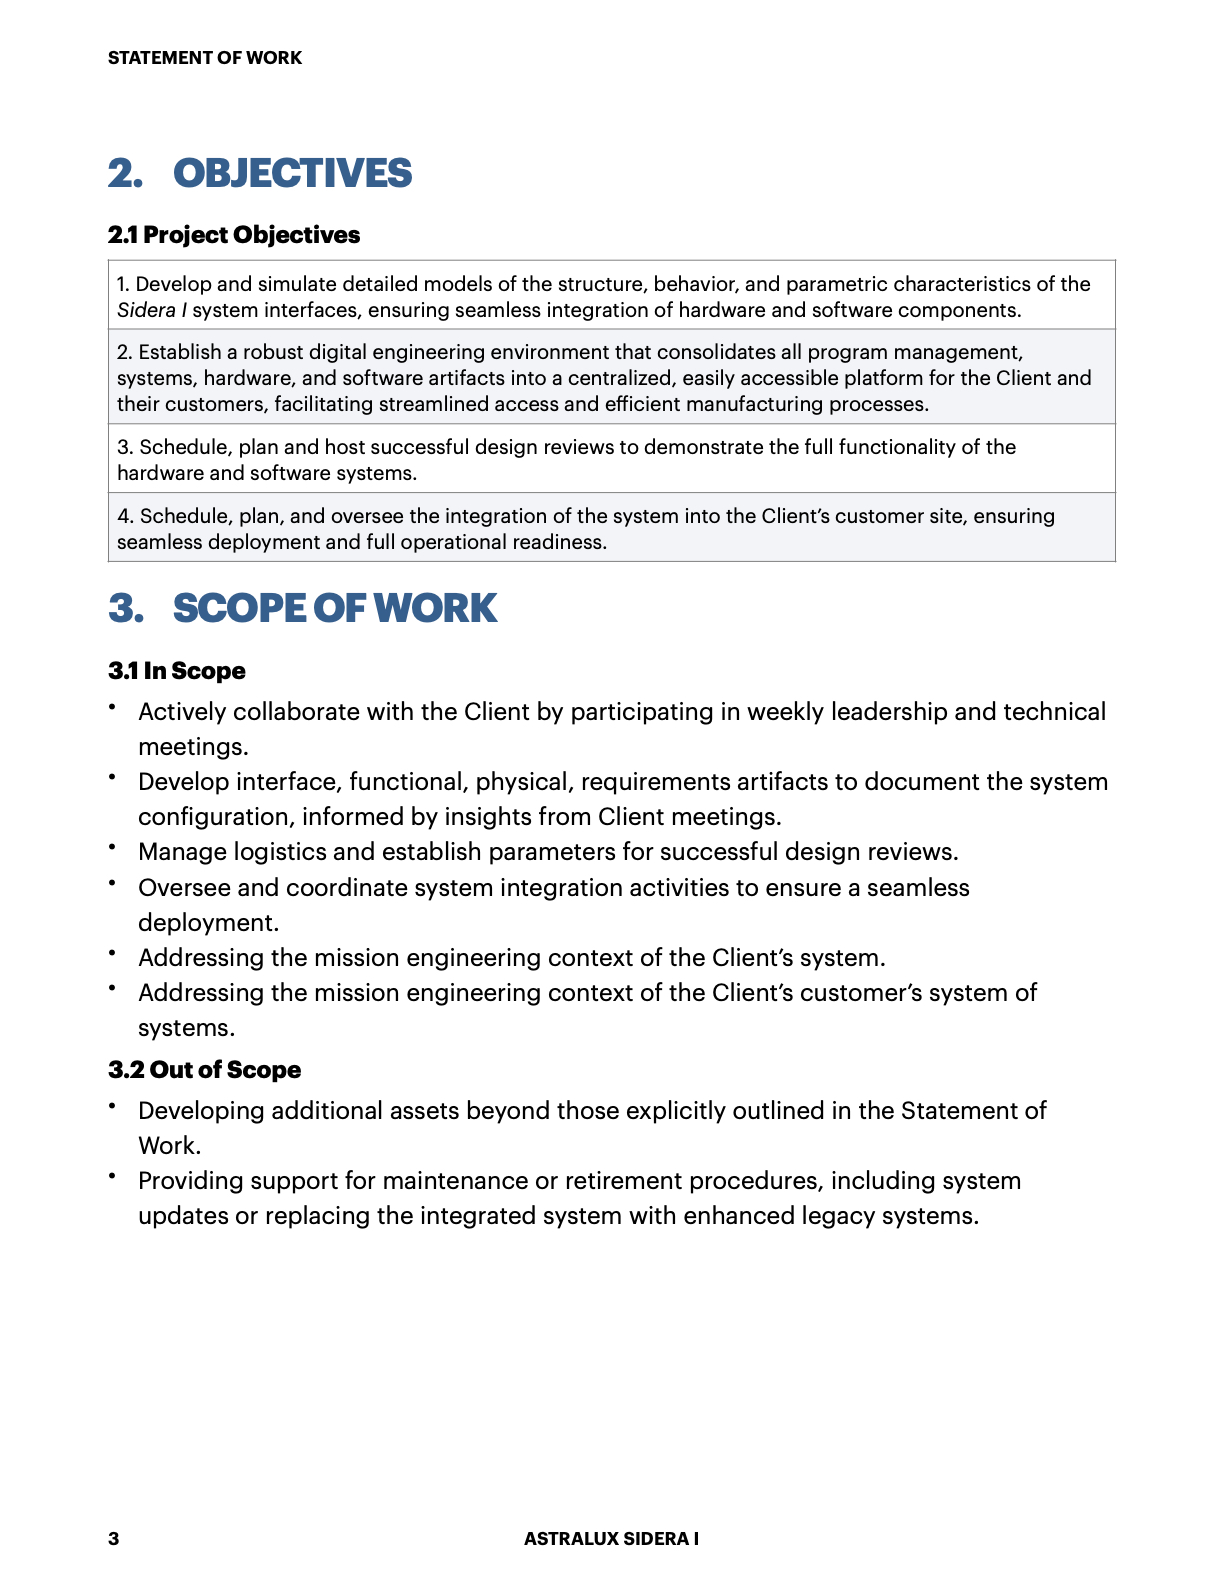 STATEMENT OF WORK
2. OBJECTIVES
2.1 Project Objectives
1. Develop and simulate detailed models of the structure, behavior, and parametric characteristics of the
Sidera I system interfaces, ensuring seamless integration of hardware and software components.
2. Establish a robust digital engineering environment that consolidates all program management,
systems, hardware, and software artifacts into a centralized, easily accessible platform for the Client and
their customers, facilitating streamlined access and efficient manufacturing processes.
3. Schedule, plan and host successful design reviews to demonstrate the full functionality of the
hardware and software systems.
4. Schedule, plan, and oversee the integration of the system into the Client’s customer site, ensuring
seamless deployment and full operational readiness.
3. SCOPE OF WORK
3.1 In Scope
• Actively collaborate with the Client by participating in weekly leadership and technical
meetings.
• Develop interface, functional, physical, requirements artifacts to document the system
configuration, informed by insights from Client meetings.
• Manage logistics and establish parameters for successful design reviews.
• Oversee and coordinate system integration activities to ensure a seamless
deployment.
• Addressing the mission engineering context of the Client’s system.
• Addressing the mission engineering context of the Client’s customer’s system of
systems.
3.2 Out of Scope
• Developing additional assets beyond those explicitly outlined in the Statement of
Work.
• Providing support for maintenance or retirement procedures, including system
updates or replacing the integrated system with enhanced legacy systems.
3 ASTRALUX SIDERA I